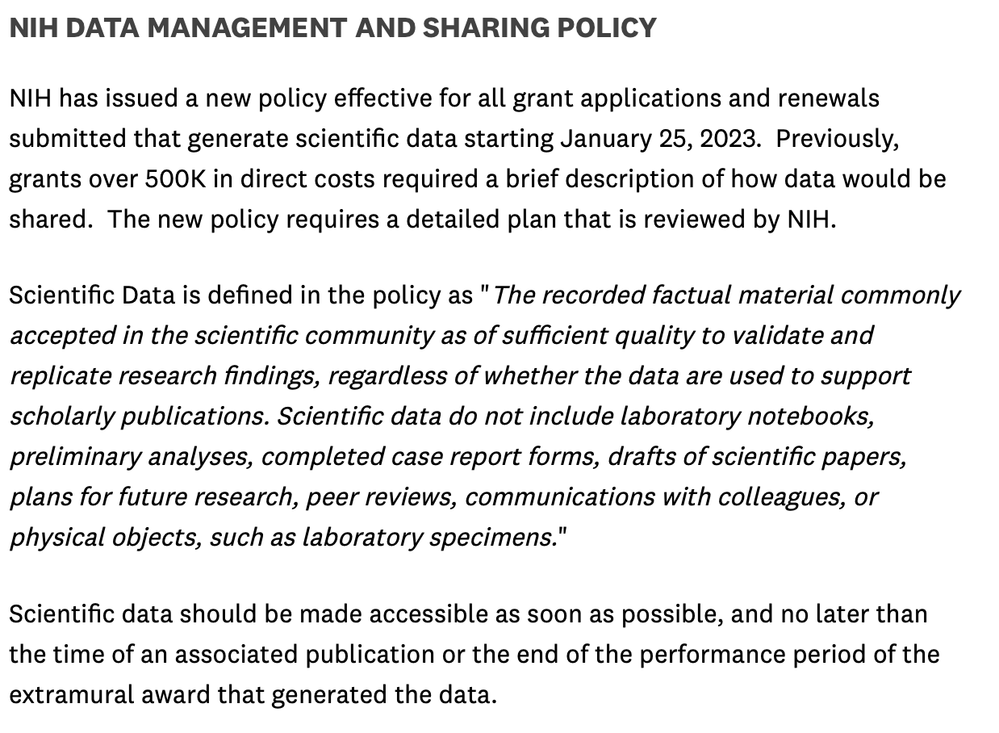 NIH DATA MANAGEMENT AND SHARING POLICY
NIH has issued a new policy effective for all grant applications and renewals
submitted that generate scientific data starting January 25, 2023.  Previously,
grants over 500K in direct costs required a brief description of how data would be
shared.  The new policy requires a detailed plan that is reviewed by NIH.
Scientific Data is defined in the policy as "The recorded factual material commonly
accepted in the scientific community as of sufficient quality to validate and
replicate research findings, regardless of whether the data are used to support
scholarly publications. Scientific data do not include laboratory notebooks,
preliminary analyses, completed case report forms, drafts of scientific papers,
plans for future research, peer reviews, communications with colleagues, or
physical objects, such as laboratory specimens."
Scientific data should be made accessible as soon as possible, and no later than
the time of an associated publication or the end of the performance period of the
extramural award that generated the data.